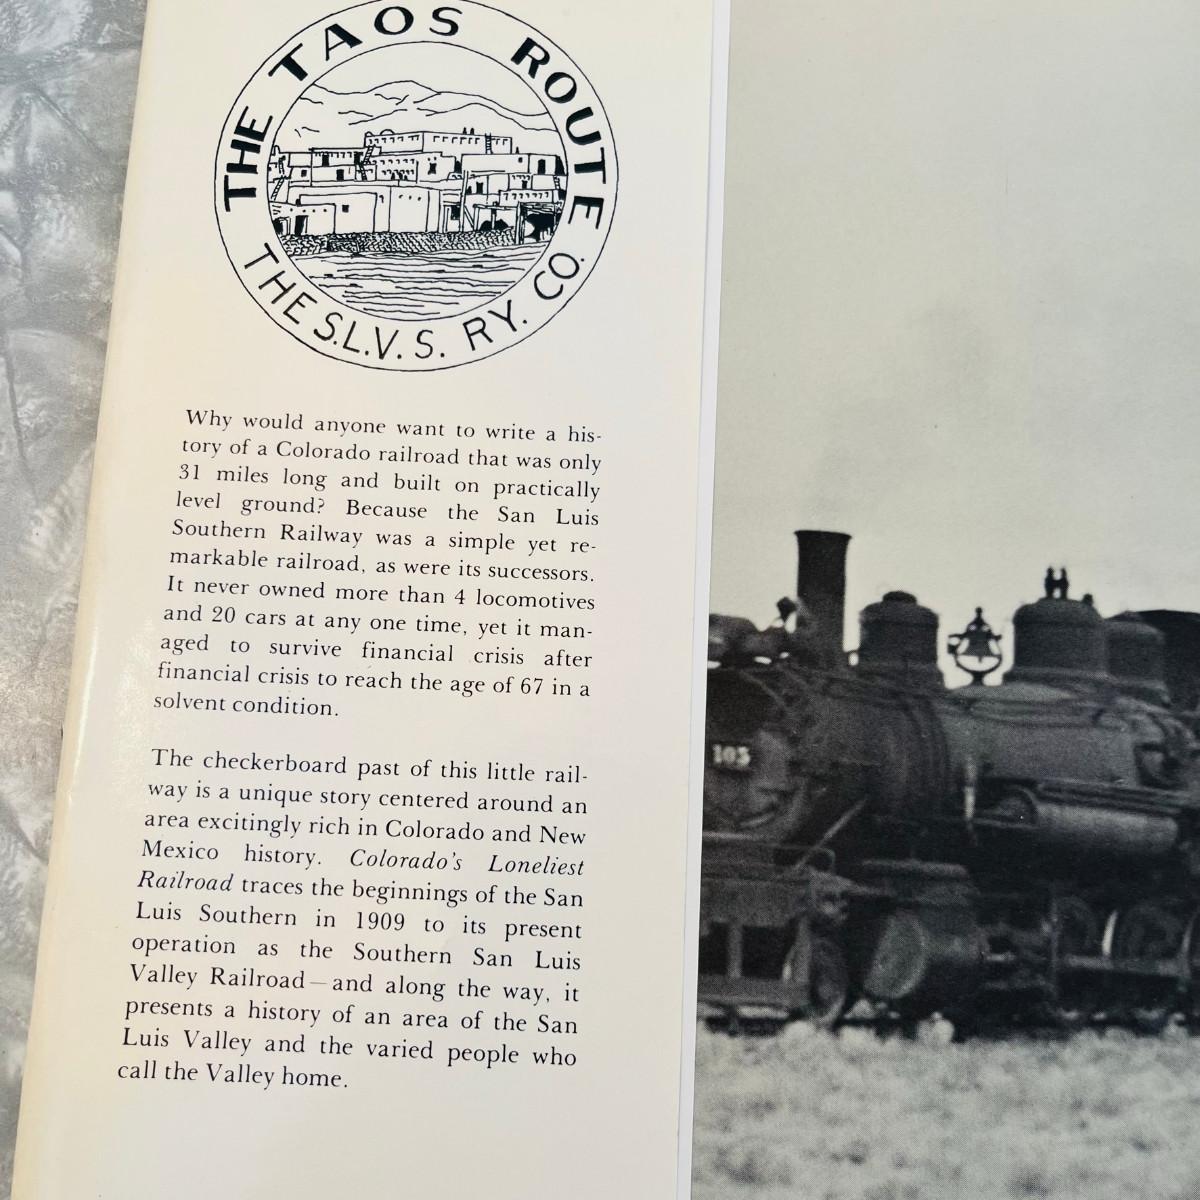 THE TAOS ROUTE
THE S.L.V.S. RY. CO.
Why would anyone want to write a his-
tory of a Colorado railroad that was only
31 miles long and built on practically
level ground? Because the San Luis
Southern Railway was a simple yet re-
markable railroad, as were its successors.
It never owned more than 4 locomotives
and 20 cars at any one time, yet it man-
aged to survive financial crisis after
financial crisis to reach the age of 67 in a
solvent condition.
The checkerboard past of this little rail-
way is a unique story centered around an
area excitingly rich in Colorado and New
Mexico history. Colorado's Loneliest
Railroad traces the beginnings of the San
Luis Southern in 1909 to its present
operation as the Southern San Luis
Valley Railroad—and along the way, it
presents a history of an area of the San
Luis Valley and the varied people who
call the Valley home.
105